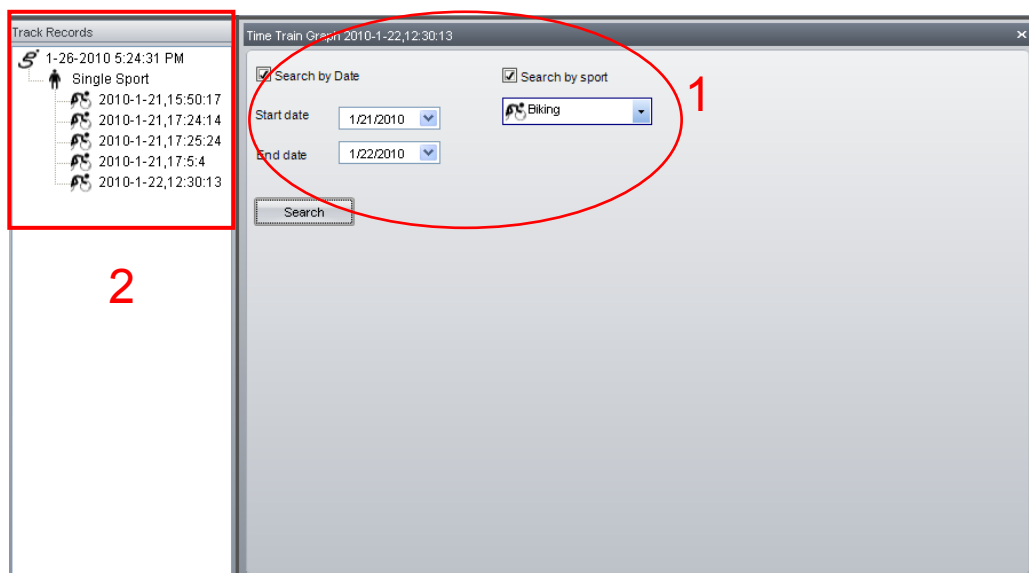 Track Records
1-26-2010 5:24:31 PM
Single Sport
2010-1-21,15:50:17
2010-1-21,17:24:14
2010-1-21,17:25:24
2010-1-21,17:5:4
2010-1-22,12:30:13
2
Time Train Graph 2010-1-22,12:30:13
Search by Date
Search by sport
1
Start date 1/21/2010
Biking
End date 1/22/2010
Search